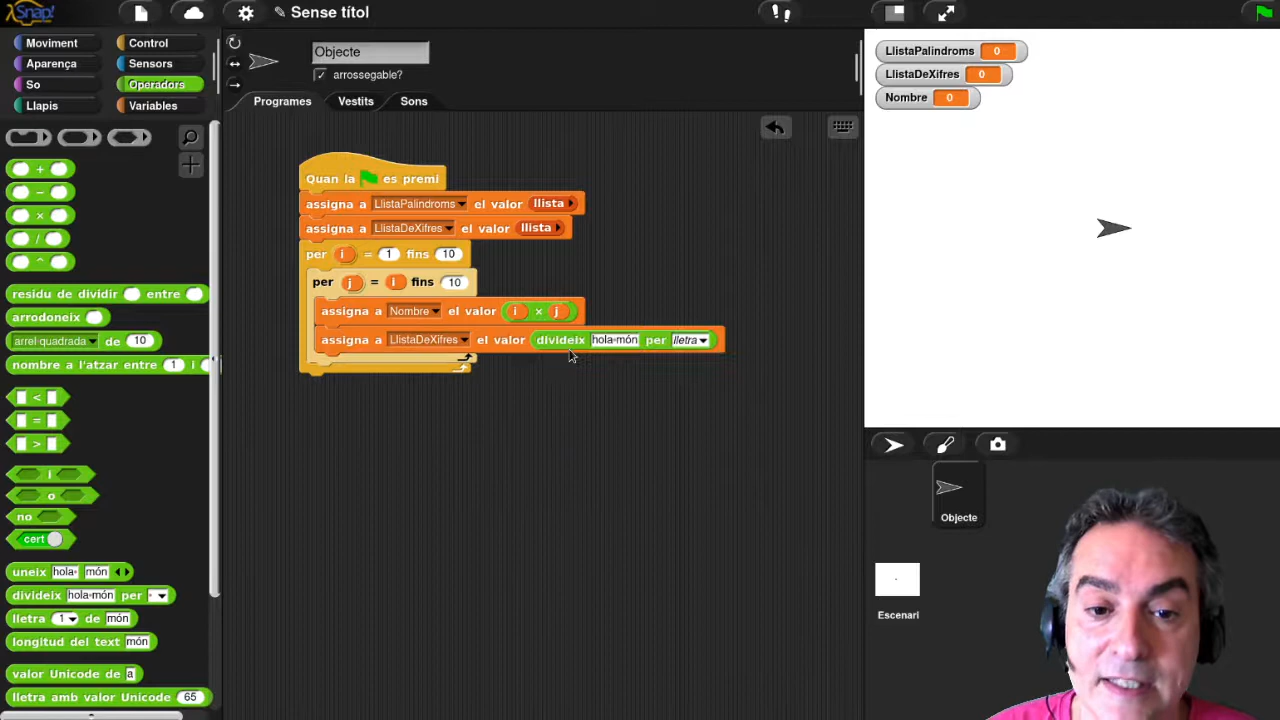 Snap!
Sense títol
Moviment
Control
Aparença
Sensors
So
Operadors
Llapis
Variables
Objecte
arrossegable?
Programes
Vestits
Sons
+
−
×
/
^
residu de dividir entre
arrodoneix
arrel quadrada de 10
nombre a l'atzar entre 1 i
<
=
>
i
o
no
cert
uneix hola· món
divideix hola·món per ·
lletra 1 de món
longitud del text món
valor Unicode de a
lletra amb valor Unicode 65
Quan la es premi
assigna a LlistaPalindroms el valor llista
assigna a LlistaDeXifres el valor llista
per i = 1 fins 10
per j = i fins 10
assigna a Nombre el valor i × j
assigna a LlistaDeXifres el valor divideix hola·món per lletra
LlistaPalindroms 0
LlistaDeXifres 0
Nombre 0
Objecte
Escenari